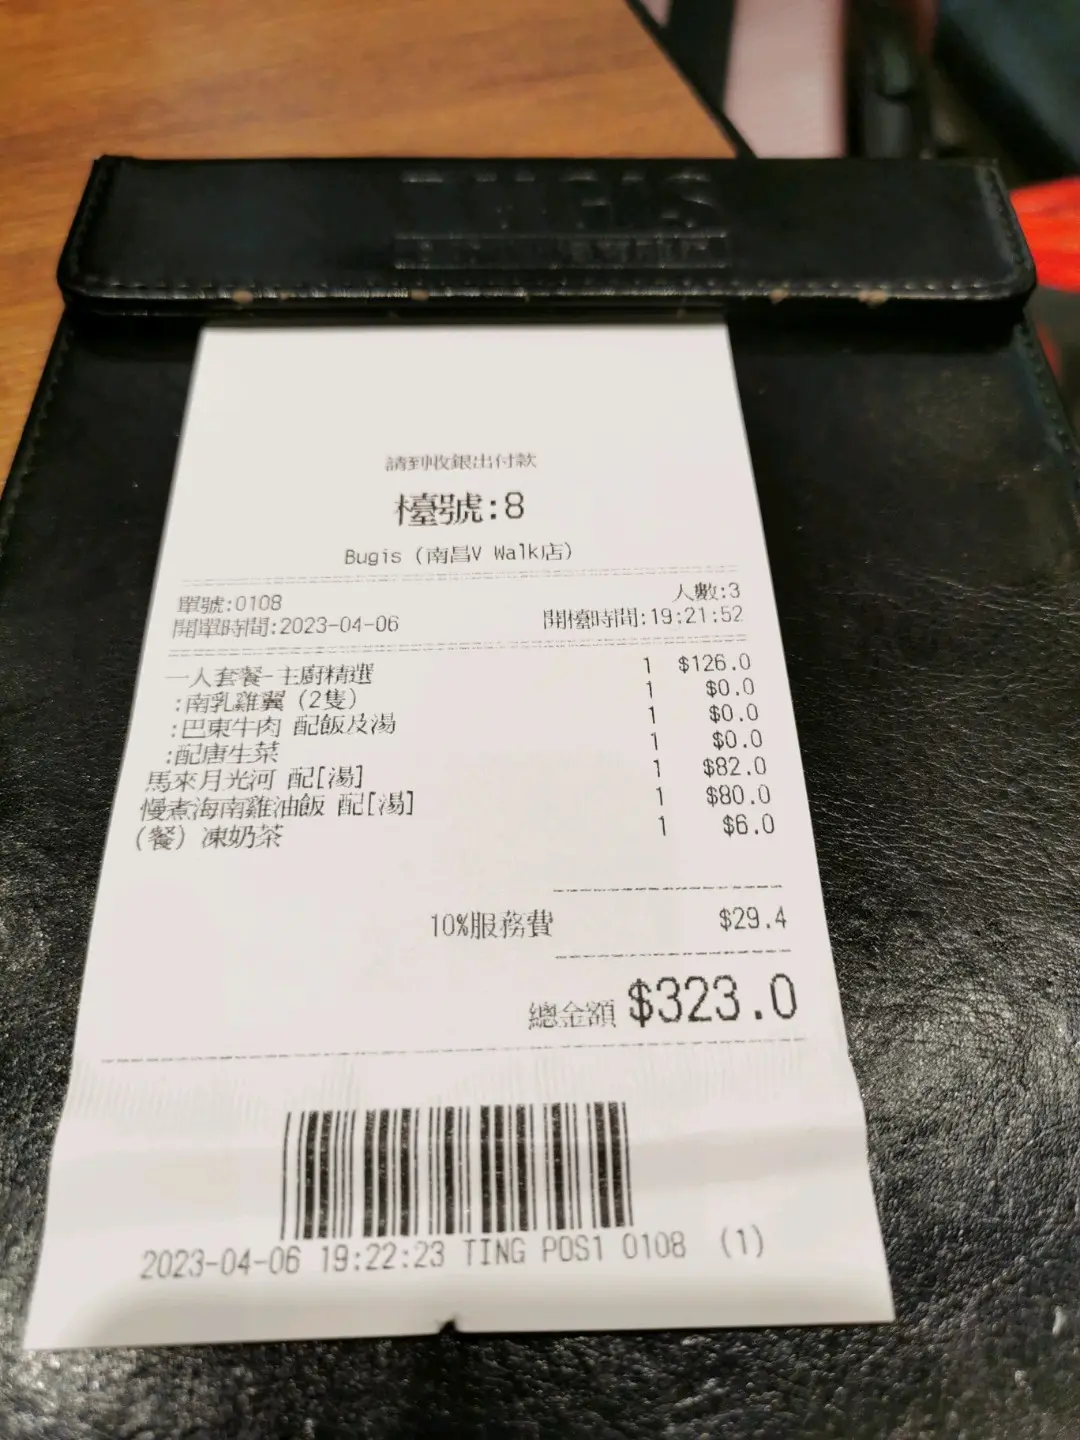 請到收銀出付款
檯號:8
Bugis (南昌V Walk店)
單號:0108 人數:3
開單時間:2023-04-06 開檯時間:19:21:52
一人套餐-主廚精選 1 $126.0
:南乳雞翼 (2隻) 1 $0.0
:巴東牛肉 配飯及湯 1 $0.0
:配唐生菜 1 $0.0
馬來月光河 配[湯] 1 $82.0
慢煮海南雞油飯 配[湯] 1 $80.0
(餐) 凍奶茶 1 $6.0
10%服務費 $29.4
總金額 $323.0
2023-04-06 19:22:23 TING POS1 0108 (1)